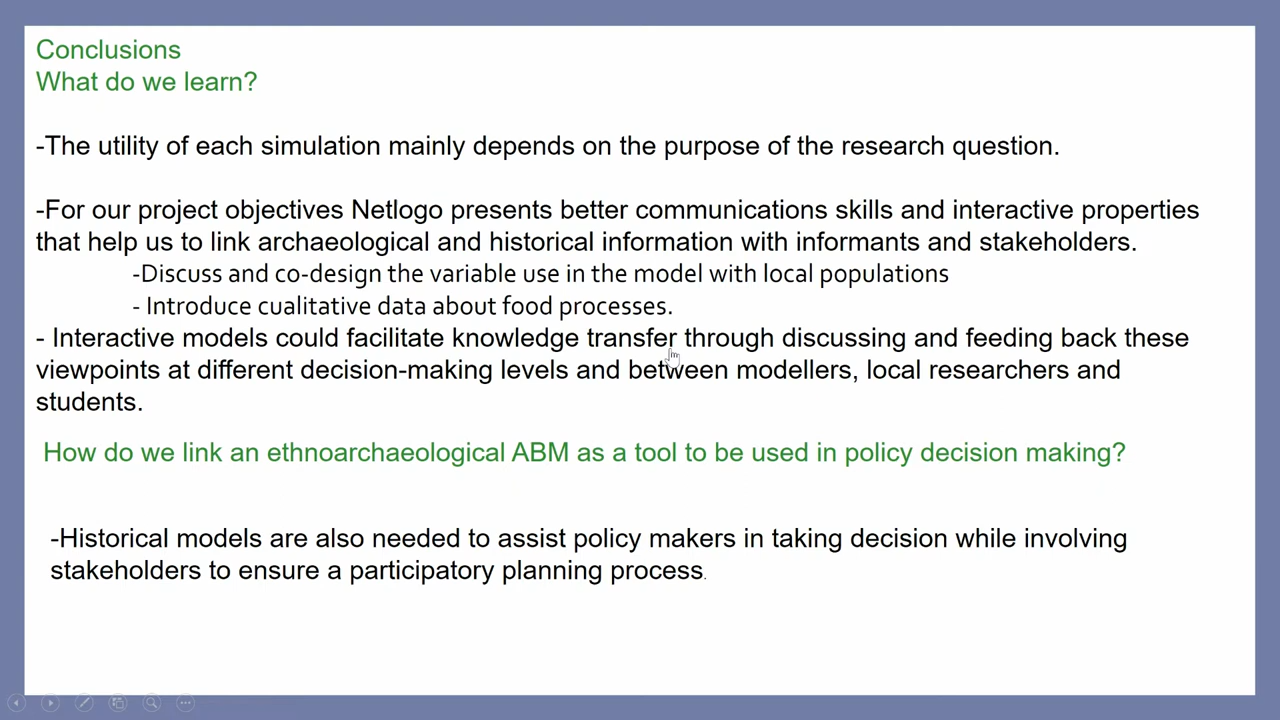 Conclusions
What do we learn?
-The utility of each simulation mainly depends on the purpose of the research question.
-For our project objectives Netlogo presents better communications skills and interactive properties
that help us to link archaeological and historical information with informants and stakeholders.
-Discuss and co-design the variable use in the model with local populations
- Introduce cualitative data about food processes.
- Interactive models could facilitate knowledge transfer through discussing and feeding back these
viewpoints at different decision-making levels and between modellers, local researchers and
students.
How do we link an ethnoarchaeological ABM as a tool to be used in policy decision making?
-Historical models are also needed to assist policy makers in taking decision while involving
stakeholders to ensure a participatory planning process.